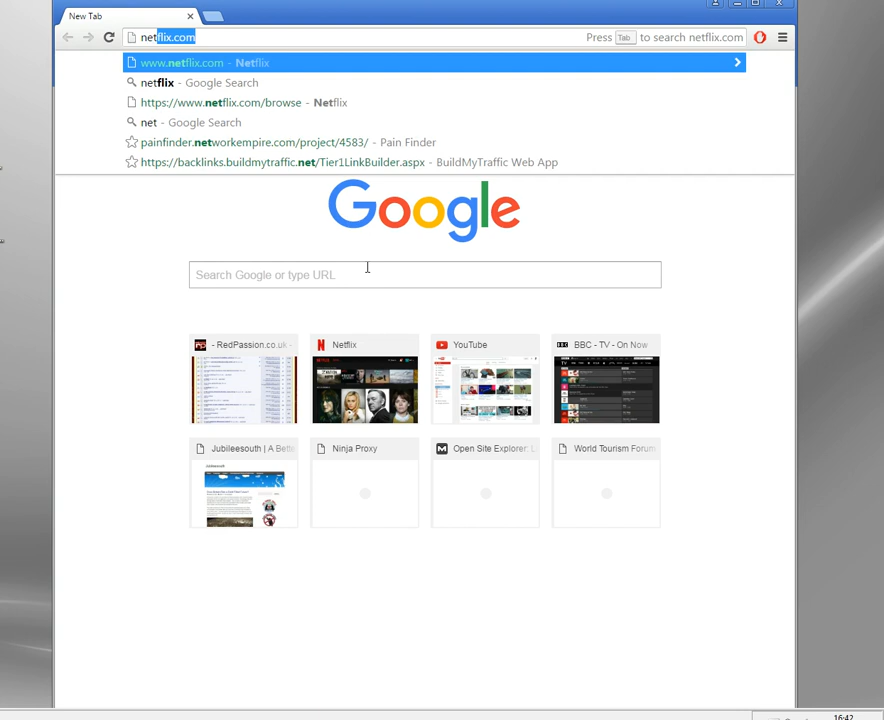 New Tab
netflix.com
Press Tab to search netflix.com
www.netflix.com - Netflix
netflix - Google Search
https://www.netflix.com/browse - Netflix
net - Google Search
painfinder.networkempire.com/project/4583/ - Pain Finder
https://backlinks.buildmytraffic.net/Tier1LinkBuilder.aspx - BuildMyTraffic Web App
Google
Search Google or type URL
- RedPassion.co.uk -
Netflix
YouTube
BBC - TV - On Now
Jubileesouth | A Bett
Ninja Proxy
Open Site Explorer: L
World Tourism Forum
16:42